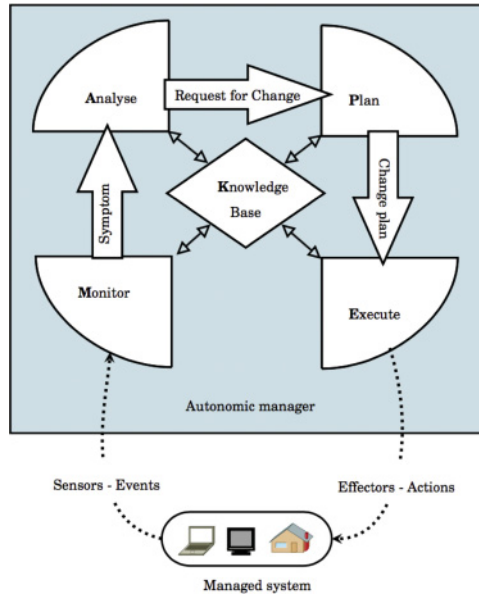 Analyse
Request for Change
Plan
Symptom
Knowledge
Base
Change plan
Monitor
Execute
Autonomic manager
Sensors - Events
Effectors - Actions
Managed system